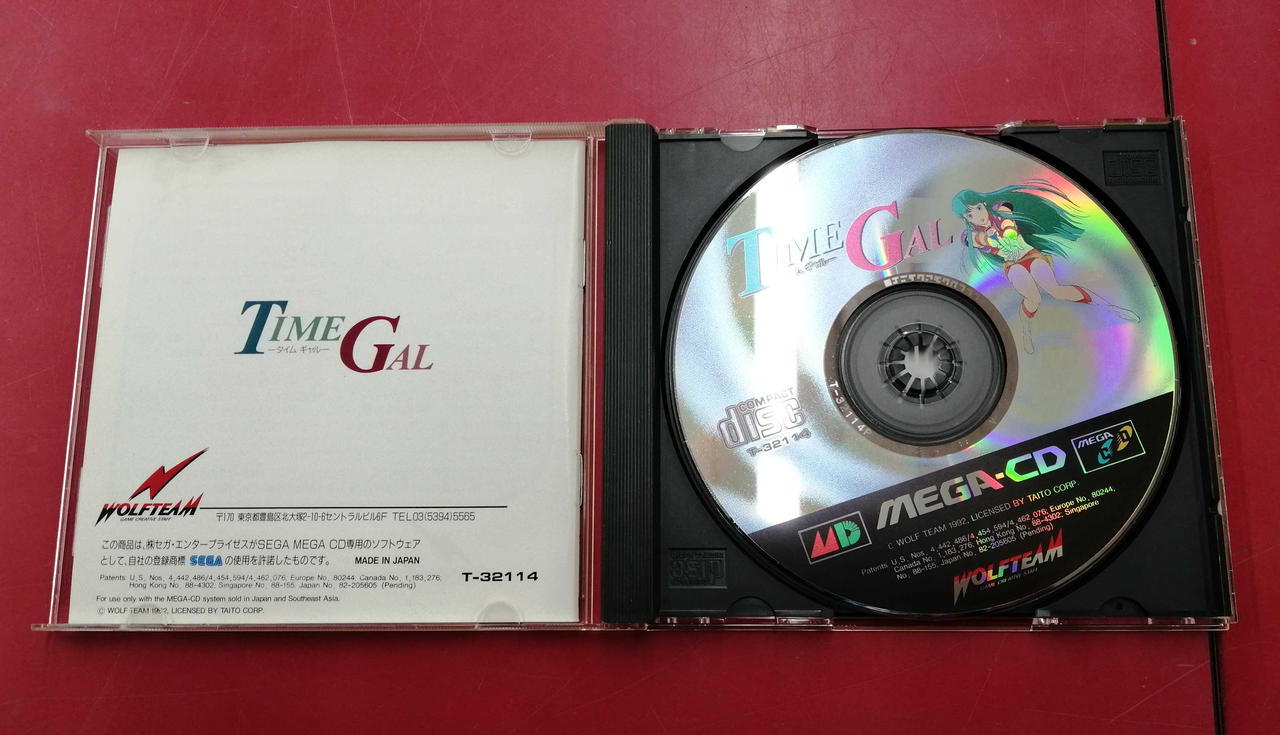 TIME GAL
―タイム ギャル―
WOLFTEAM
GAME CREATIVE STAFF
〒170 東京都豊島区北大塚2-10-6セントラルビル6F TEL03(5394)5565
この商品は、㈱セガ・エンタープライゼスがSEGA MEGA CD専用のソフトウェア
として、自社の登録商標 SEGA の使用を許諾したものです。 MADE IN JAPAN
Patents: U.S. Nos. 4,442,486/4,454,594/4,462,076; Europe No. 80244 Canada No. 1,183,276;
Hong Kong No. 88-4302, Singapore No. 88-155, Japan No. 82-205605 (Pending)
T-32114
For use only with the MEGA-CD system sold in Japan and Southeast Asia.
© WOLF TEAM 1992, LICENSED BY TAITO CORP.
TIME GAL
COMPACT
disc
T-32114
T-32114
MEGA-CD
MEGA CD
MD
© WOLF TEAM 1992, LICENSED BY TAITO CORP.
Patents U.S. Nos. 4,442,486/4,454,594/4,462,076; Europe No. 80244,
Canada No. 1,183,276; Hong Kong No. 88-4302, Singapore
No. 88-155, Japan No. 82-205605 (Pending)
WOLFTEAM
GAME CREATIVE STAFF